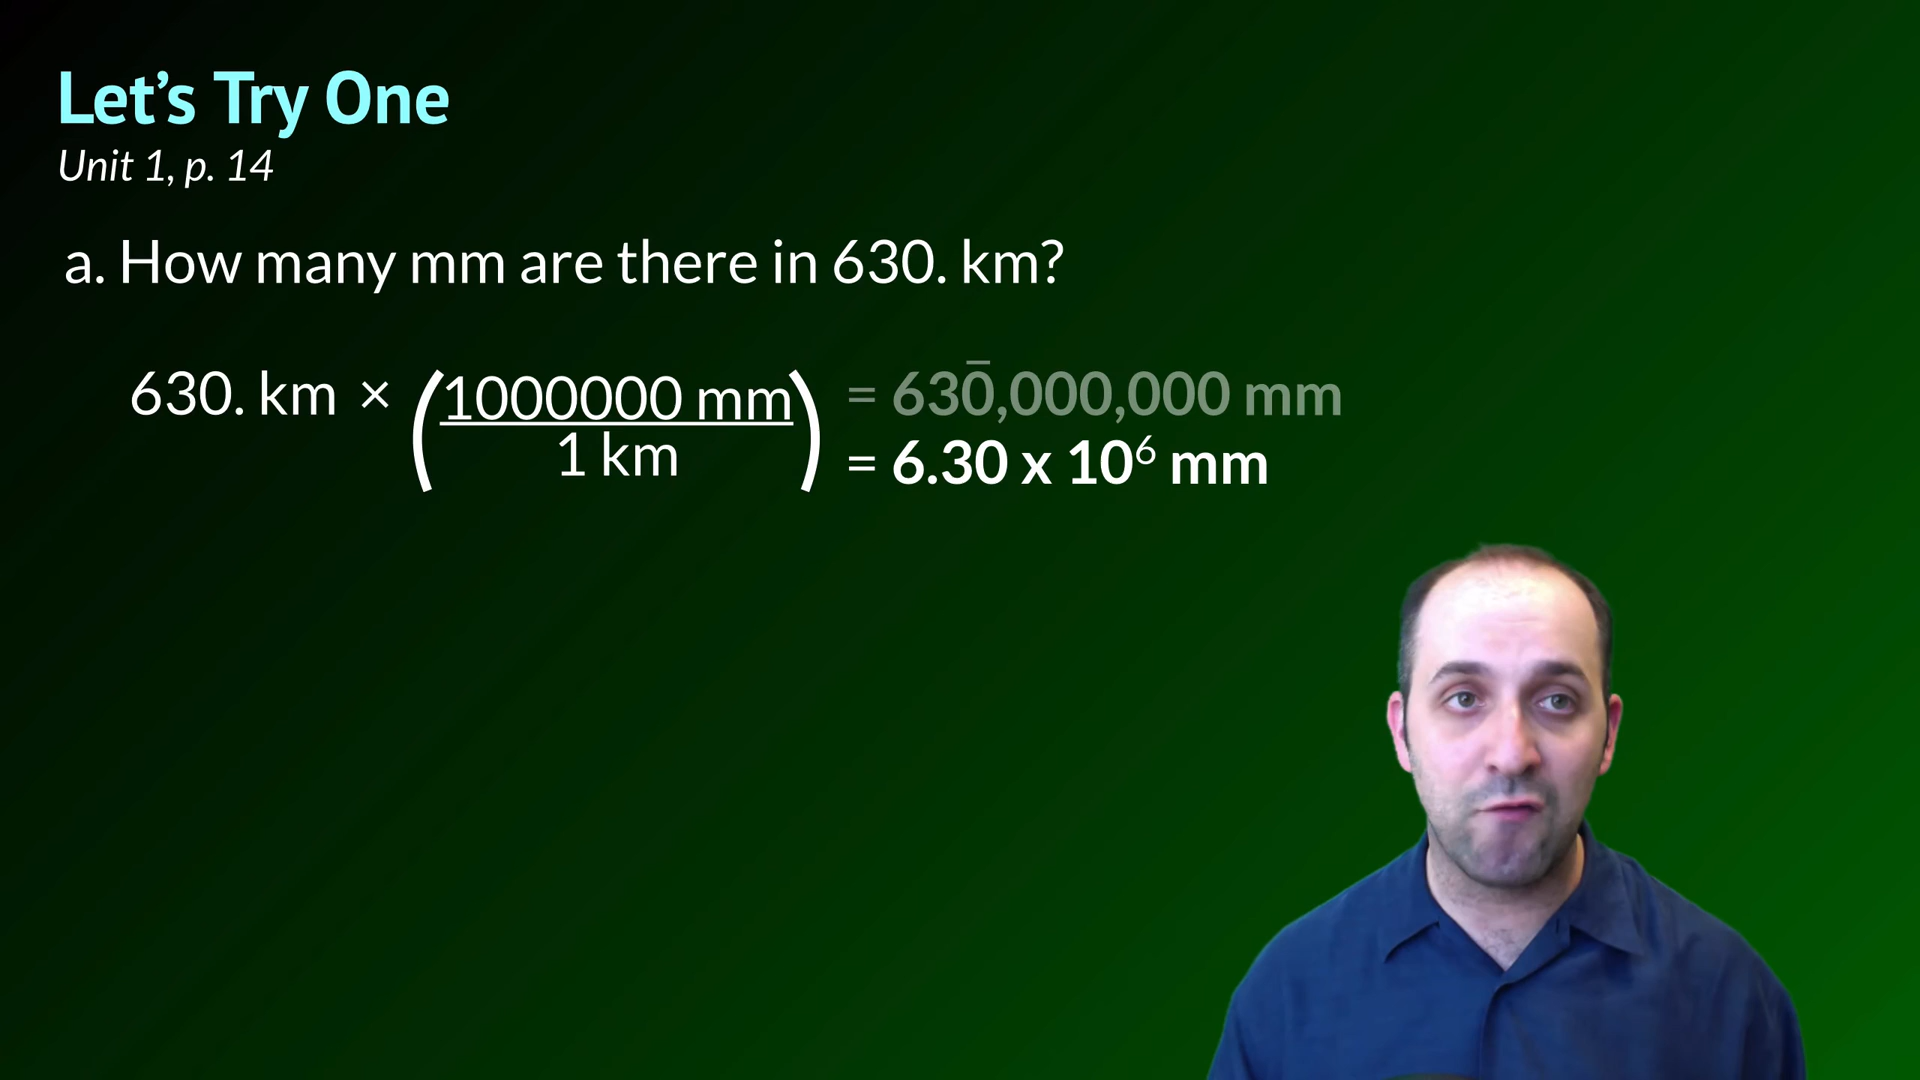 Let’s Try One
Unit 1, p. 14
a. How many mm are there in 630. km?
630. km × (1000000 mm / 1 km) = 630̅,000,000 mm
= 6.30 x 10⁶ mm